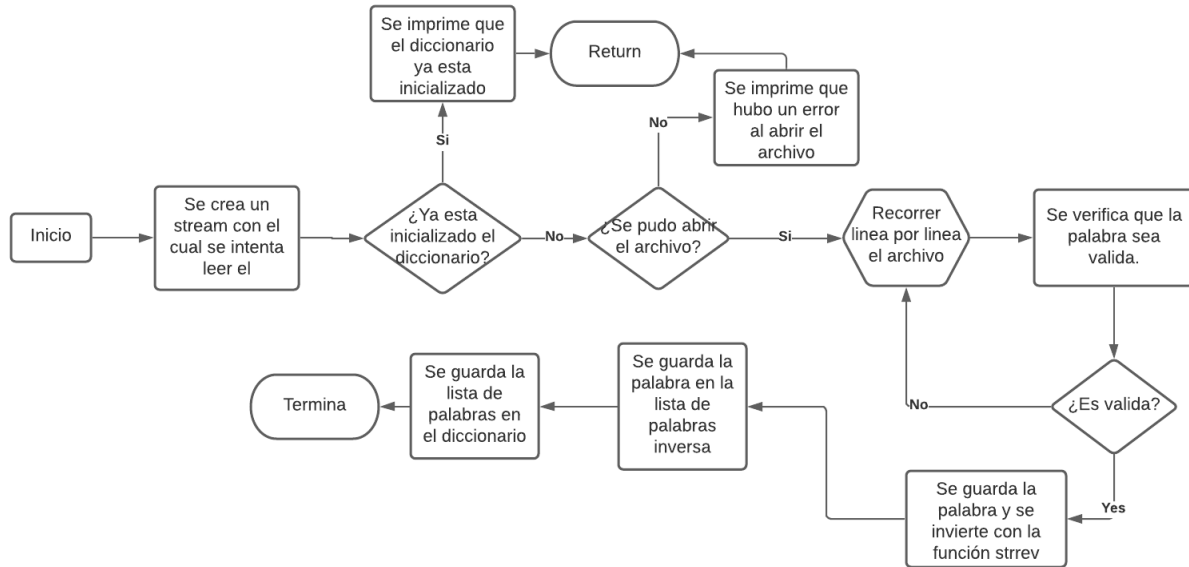 Inicio
Se crea un
stream con el
cual se intenta
leer el
¿Ya esta
inicializado el
diccionario?
Si
Se imprime que
el diccionario
ya esta
inicializado
Return
No
¿Se pudo abrir
el archivo?
No
Se imprime que
hubo un error
al abrir el
archivo
Si
Recorrer
linea por linea
el archivo
Se verifica que la
palabra sea
valida.
¿Es valida?
No
Yes
Se guarda la
palabra y se
invierte con la
función strrev
Se guarda la
palabra en la
lista de
palabras
inversa
Se guarda la
lista de
palabras en
el diccionario
Termina